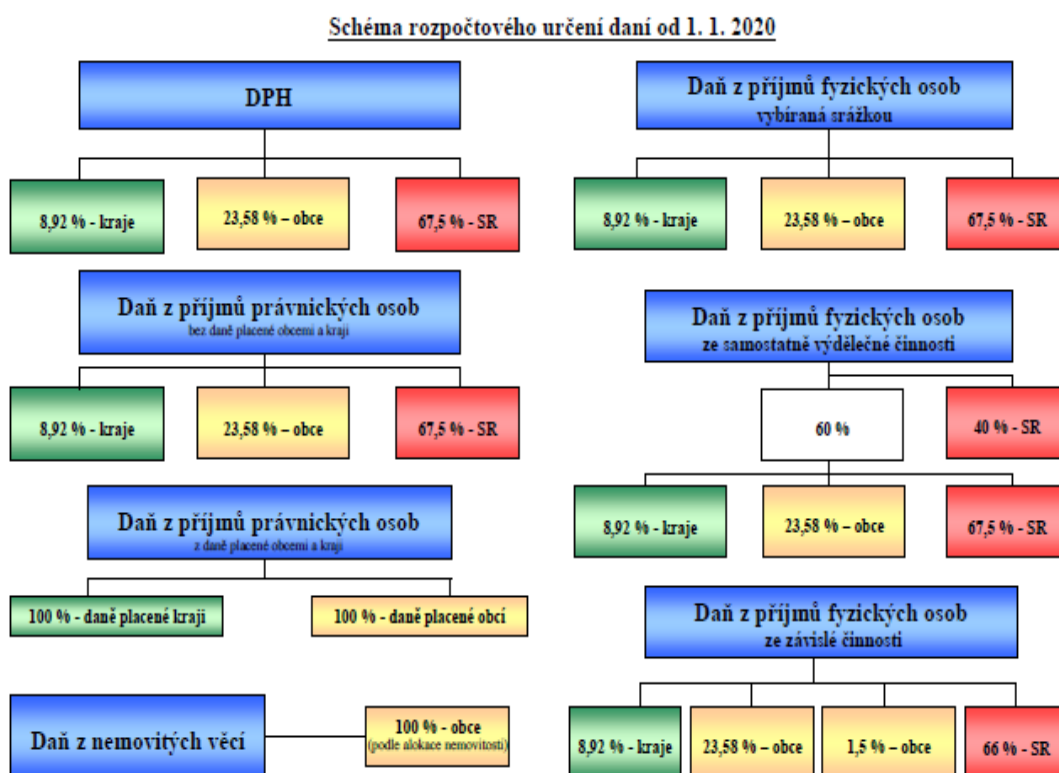 Schéma rozpočtového určení daní od 1. 1. 2020
DPH
8,92 % - kraje
23,58 % – obce
67,5 % - SR
Daň z příjmů právnických osob
bez daně placené obcemi a kraji
8,92 % - kraje
23,58 % – obce
67,5 % - SR
Daň z příjmů právnických osob
z daně placené obcemi a kraji
100 % - daně placené kraji
100 % - daně placené obcí
Daň z nemovitých věcí
100 % - obce
(podle alokace nemovitosti)
Daň z příjmů fyzických osob
vybíraná srážkou
8,92 % - kraje
23,58 % – obce
67,5 % - SR
Daň z příjmů fyzických osob
ze samostatně výdělečné činnosti
60 %
40 % - SR
8,92 % - kraje
23,58 % – obce
67,5 % - SR
Daň z příjmů fyzických osob
ze závislé činnosti
8,92 % - kraje
23,58 % – obce
1,5 % – obce
66 % - SR